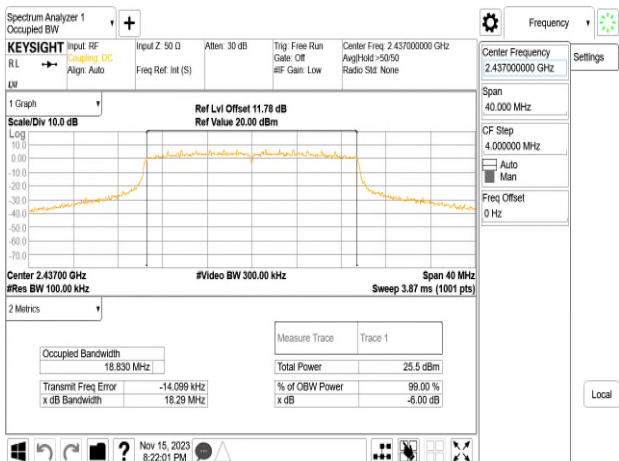 Spectrum Analyzer 1
Occupied BW
Frequency
KEYSIGHT
RL
LXI
Input: RF
Coupling: DC
Align: Auto
Input Z: 50 Ω
Freq Ref: Int (S)
Atten: 30 dB
Trig: Free Run
Gate: Off
#IF Gain: Low
Center Freq: 2.437000000 GHz
Avg|Hold:>50/50
Radio Std: None
Center Frequency
2.437000000 GHz
Settings
Span
40.000 MHz
CF Step
4.000000 MHz
Auto
Man
Freq Offset
0 Hz
Local
1 Graph
Scale/Div 10.0 dB
Ref Lvl Offset 11.78 dB
Ref Value 20.00 dBm
Log
10.0
0.00
-10.0
-20.0
-30.0
-40.0
-50.0
-60.0
-70.0
Center 2.43700 GHz
#Res BW 100.00 kHz
#Video BW 300.00 kHz
Span 40 MHz
Sweep 3.87 ms (1001 pts)
2 Metrics
Measure Trace Trace 1
Occupied Bandwidth
18.830 MHz
Total Power 25.5 dBm
Transmit Freq Error -14.099 kHz
% of OBW Power 99.00 %
x dB Bandwidth 18.29 MHz
x dB -6.00 dB
?
Nov 15, 2023
8:22:01 PM